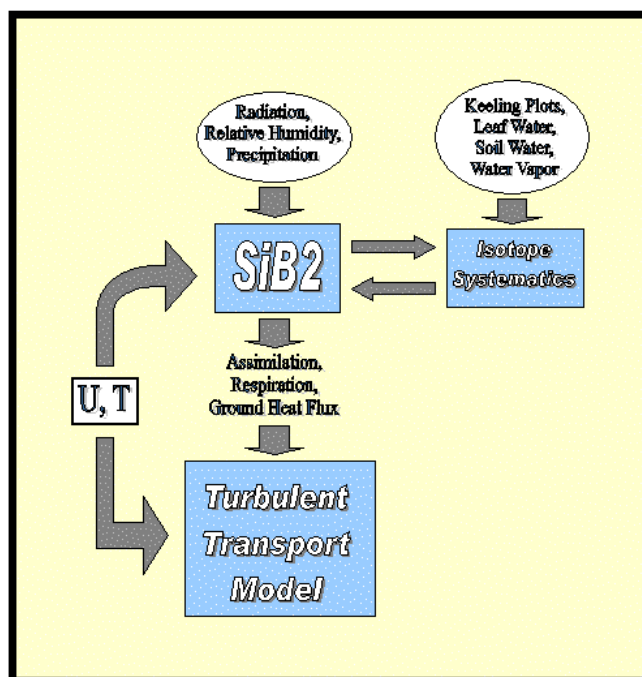 Radiation,
Relative Humidity,
Precipitation
Keeling Plots,
Leaf Water,
Soil Water,
Water Vapor
SiB2
Isotope
Systematics
Assimilation,
Respiration,
Ground Heat Flux
U, T
Turbulent
Transport
Model